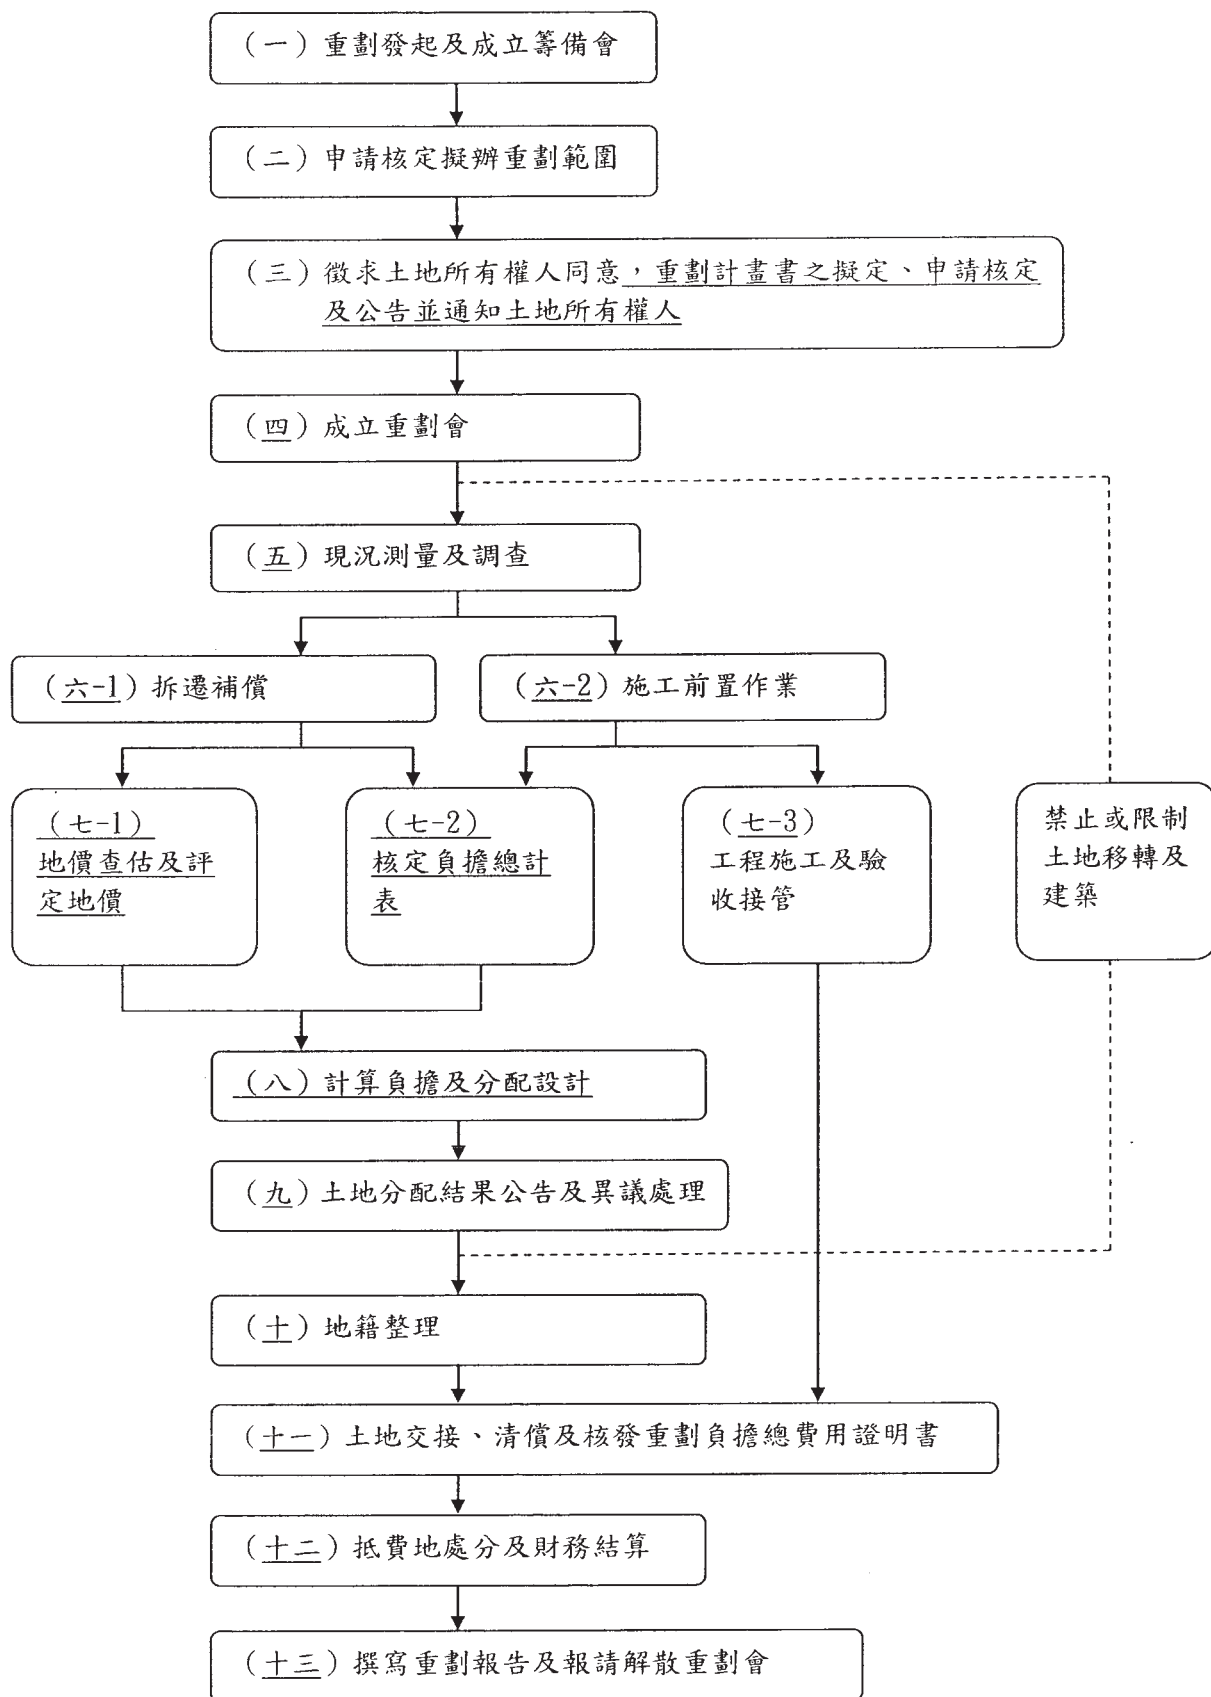 （一）重劃發起及成立籌備會
（二）申請核定擬辦重劃範圍
（三）徵求土地所有權人同意，重劃計畫書之擬定、申請核定
及公告並通知土地所有權人
（四）成立重劃會
（五）現況測量及調查
（六-1）拆遷補償
（六-2）施工前置作業
（七-1）
地價查估及評
定地價
（七-2）
核定負擔總計
表
（七-3）
工程施工及驗
收接管
禁止或限制
土地移轉及
建築
（八）計算負擔及分配設計
（九）土地分配結果公告及異議處理
（十）地籍整理
（十一）土地交接、清償及核發重劃負擔總費用證明書
（十二）抵費地處分及財務結算
（十三）撰寫重劃報告及報請解散重劃會